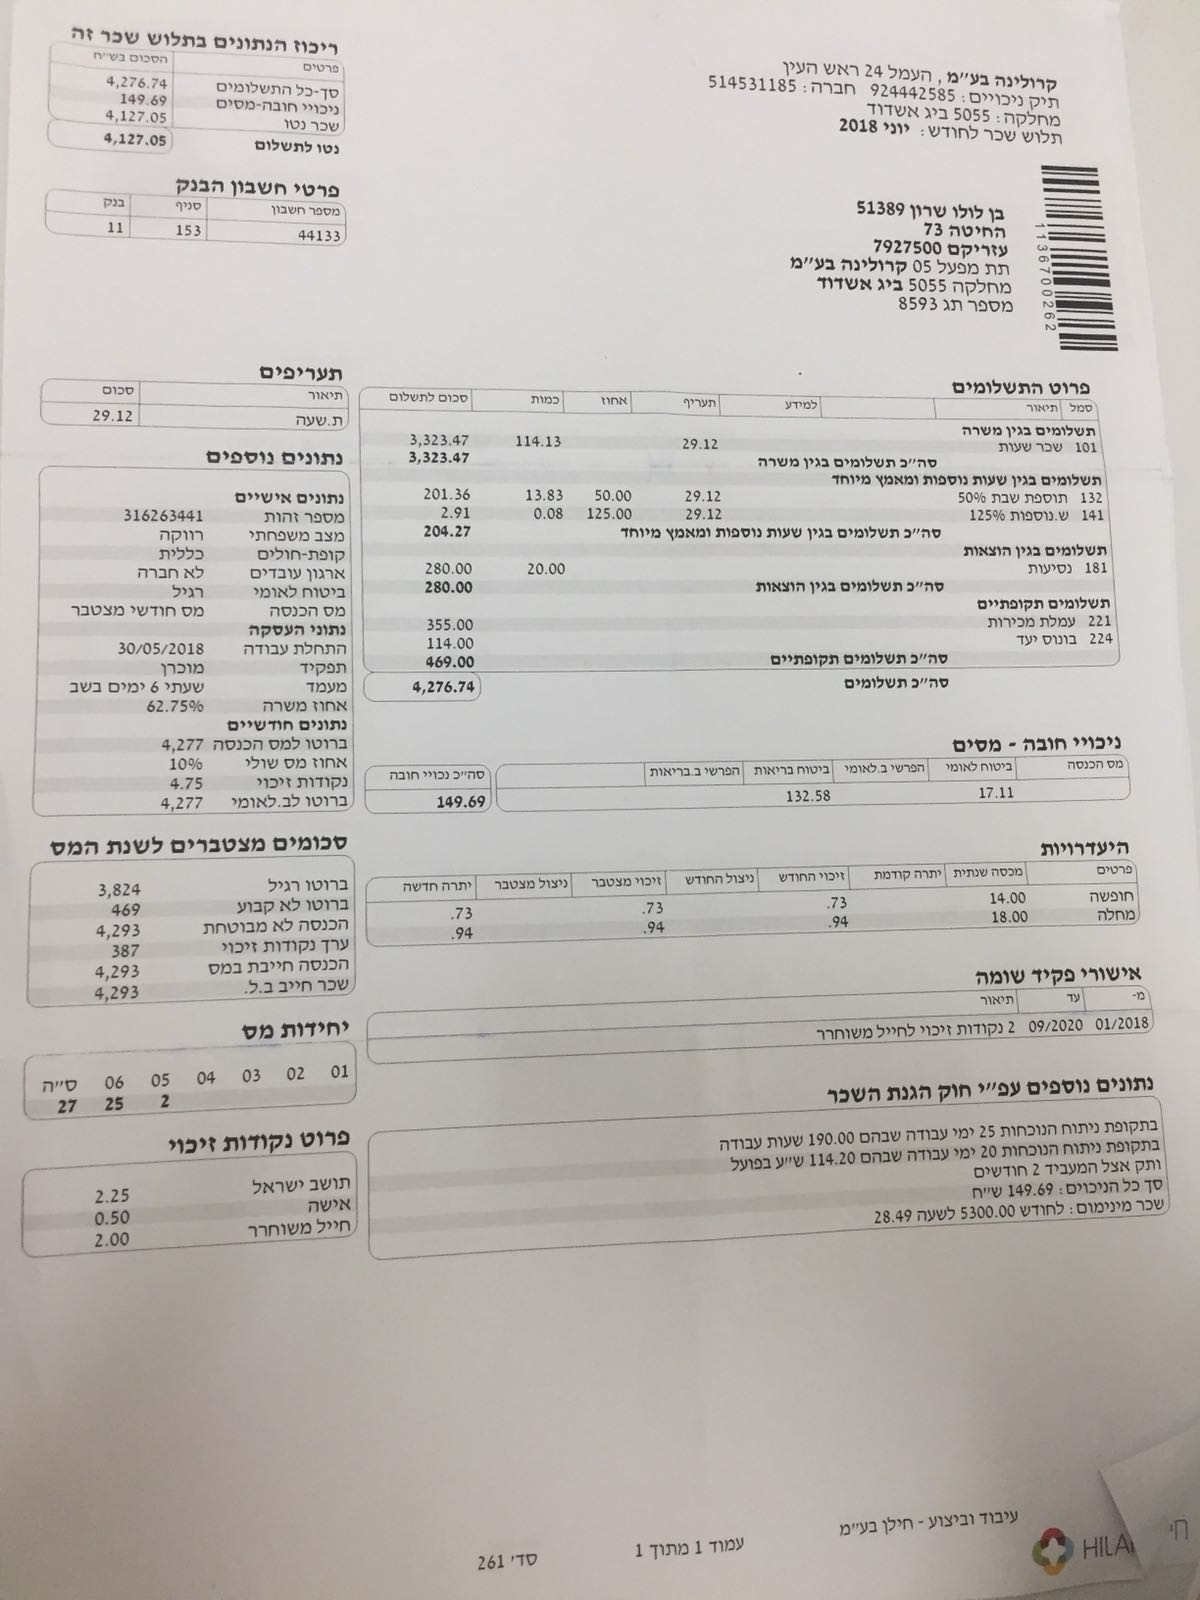 קרולינה בע״מ, העמל 24 ראש העין
תיק ניכויים: 924442585 חברה: 514531185
מחלקה: 5055 ביג אשדוד
תלוש שכר לחודש: יוני 2018
ריכוז הנתונים בתלוש שכר זה
פרטים הסכום בש״ח
סך-כל התשלומים 4,276.74
ניכויי חובה-מסים 149.69
שכר נטו 4,127.05
נטו לתשלום 4,127.05
פרטי חשבון הבנק
מספר חשבון סניף בנק
44133 153 11
113670026 2
בן לולו שרון 51389
החיטה 73
עזריקם 7927500
תת מפעל 05 קרולינה בע״מ
מחלקה 5055 ביג אשדוד
מספר תג 8593
פרוט התשלומים
סמל תיאור למידע תעריף אחוז כמות סכום לתשלום
תשלומים בגין משרה
101 שכר שעות 29.12 114.13 3,323.47
סה״כ תשלומים בגין משרה 3,323.47
תשלומים בגין שעות נוספות ומאמץ מיוחד
132 תוספת שבת 50% 29.12 50.00 13.83 201.36
141 ש.נוספות 125% 29.12 125.00 0.08 2.91
סה״כ תשלומים בגין שעות נוספות ומאמץ מיוחד 204.27
תשלומים בגין הוצאות
181 נסיעות 20.00 280.00
סה״כ תשלומים בגין הוצאות 280.00
תשלומים תקופתיים
221 עמלת מכירות 355.00
224 בונוס יעד 114.00
סה״כ תשלומים תקופתיים 469.00
סה״כ תשלומים 4,276.74
תעריפים
תיאור סכום
ת.שעה 29.12
נתונים נוספים
נתונים אישיים
מספר זהות 316263441
מצב משפחתי רווקה
קופת-חולים כללית
ארגון עובדים לא חברה
ביטוח לאומי רגיל
מס הכנסה מס חודשי מצטבר
נתוני העסקה
התחלת עבודה 30/05/2018
תפקיד מוכרן
מעמד שעתי 6 ימים בשב
אחוז משרה 62.75%
נתונים חודשיים
ברוטו למס הכנסה 4,277
אחוז מס שולי 10%
נקודות זיכוי 4.75
ברוטו לב.לאומי 4,277
ניכויי חובה - מסים
מס הכנסה ביטוח לאומי הפרשי ב.לאומי ביטוח בריאות הפרשי ב.בריאות סה״כ נכויי חובה
17.11 132.58 149.69
היעדרויות
פרטים מכסה שנתית יתרה קודמת זיכוי החודש ניצול החודש זיכוי מצטבר ניצול מצטבר יתרה חדשה
חופשה 14.00 .73 .73 .73
מחלה 18.00 .94 .94 .94
סכומים מצטברים לשנת המס
ברוטו רגיל 3,824
ברוטו לא קבוע 469
הכנסה לא מבוטחת 4,293
ערך נקודות זיכוי 387
הכנסה חייבת במס 4,293
שכר חייב ב.ל. 4,293
אישורי פקיד שומה
מ- עד תיאור
01/2018 09/2020 2 נקודות זיכוי לחייל משוחרר
יחידות מס
01 02 03 04 05 06 ס״ה
2 25 27
נתונים נוספים עפ״י חוק הגנת השכר
בתקופת ניתוח הנוכחות 25 ימי עבודה שבהם 190.00 שעות עבודה
בתקופת ניתוח הנוכחות 20 ימי עבודה שבהם 114.20 ש״ע בפועל
ותק אצל המעביד 2 חודשים
סך כל הניכוים: 149.69 ש״ח
שכר מינימום: לחודש 5300.00 לשעה 28.49
פרוט נקודות זיכוי
תושב ישראל 2.25
אישה 0.50
חייל משוחרר 2.00
עיבוד וביצוע - חילן בע״מ
עמוד 1 מתוך 1
סד׳ 261